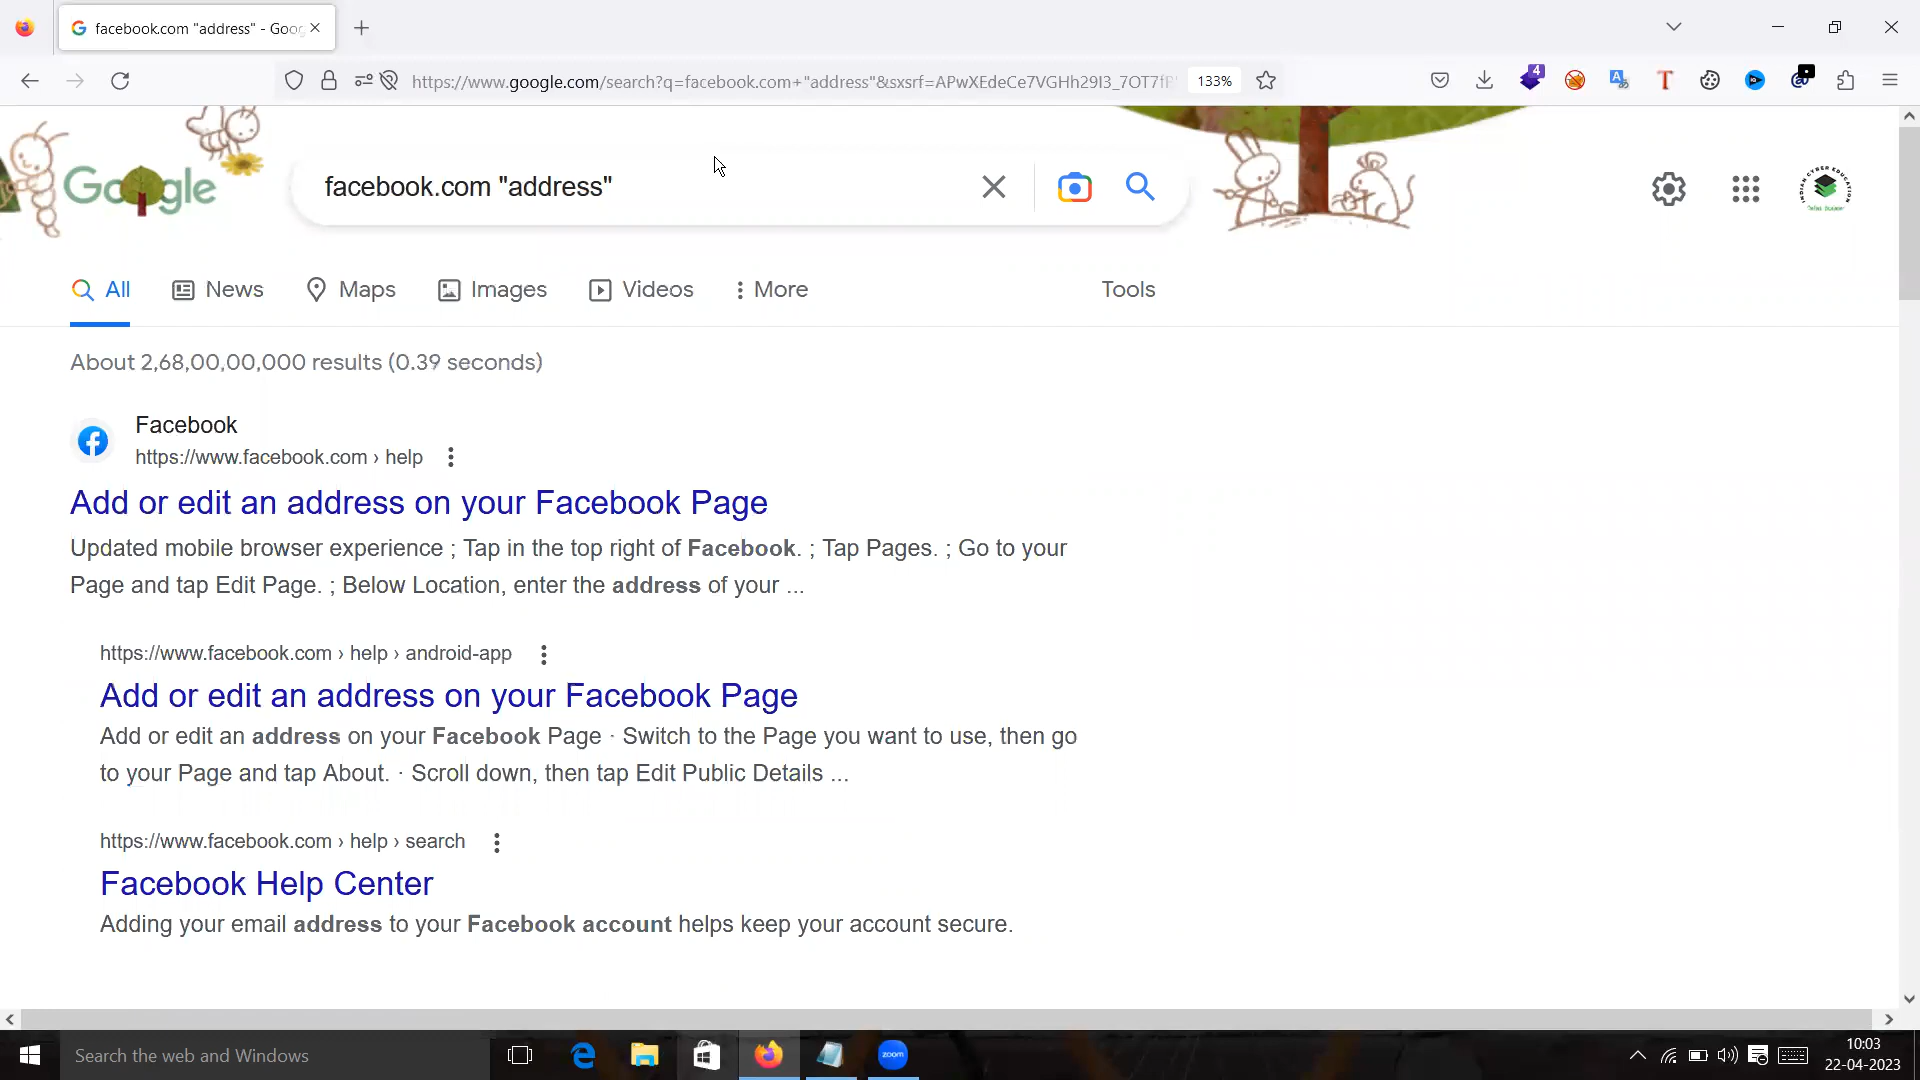 facebook.com "address" - Goo
https://www.google.com/search?q=facebook.com+"address"&sxsrf=APwXEdeCe7VGHh29I3_7OT7f
133%
4
Google
facebook.com "address"
INDIAN CYBER EDUCATION
All
News
Maps
Images
Videos
More
Tools
About 2,68,00,00,000 results (0.39 seconds)
Facebook
https://www.facebook.com › help
Add or edit an address on your Facebook Page
Updated mobile browser experience ; Tap in the top right of Facebook. ; Tap Pages. ; Go to your
Page and tap Edit Page. ; Below Location, enter the address of your ...
https://www.facebook.com › help › android-app
Add or edit an address on your Facebook Page
Add or edit an address on your Facebook Page · Switch to the Page you want to use, then go
to your Page and tap About. · Scroll down, then tap Edit Public Details ...
https://www.facebook.com › help › search
Facebook Help Center
Adding your email address to your Facebook account helps keep your account secure.
Search the web and Windows
zoom
10:03
22-04-2023